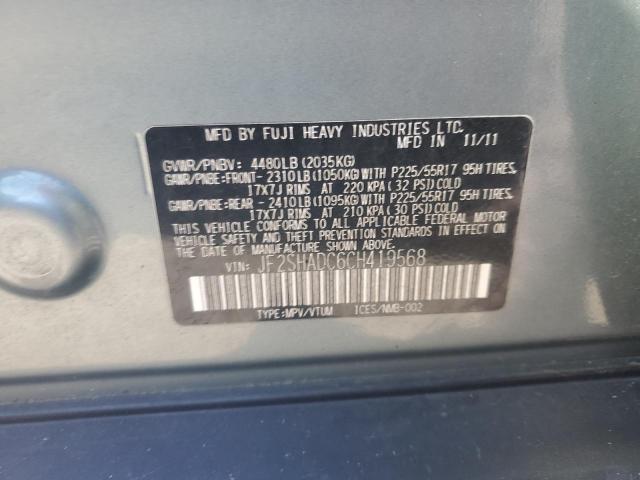 MFD BY FUJI HEAVY INDUSTRIES LTD.
MFD IN 11/11
GVWR/PNBV: 4480LB(2035KG)
GAWR/PNBE-FRONT- 2310LB(1050KG)WITH P225/55R17 95H TIRES,
17X7J RIMS AT 220 KPA(32 PSI)COLD
GAWR/PNBE-REAR - 2410LB(1095KG)WITH P225/55R17 95H TIRES,
17X7J RIMS AT 210 KPA(30 PSI)COLD
THIS VEHICLE CONFORMS TO ALL APPLICABLE FEDERAL MOTOR
VEHICLE SAFETY AND THEFT PREVENTION STANDARDS IN EFFECT ON
THE DATE OF MANUFACTURE SHOWN ABOVE.
VIN: JF2SHADC6CH419568
TYPE:MPV/VTUM ICES/NMB-002